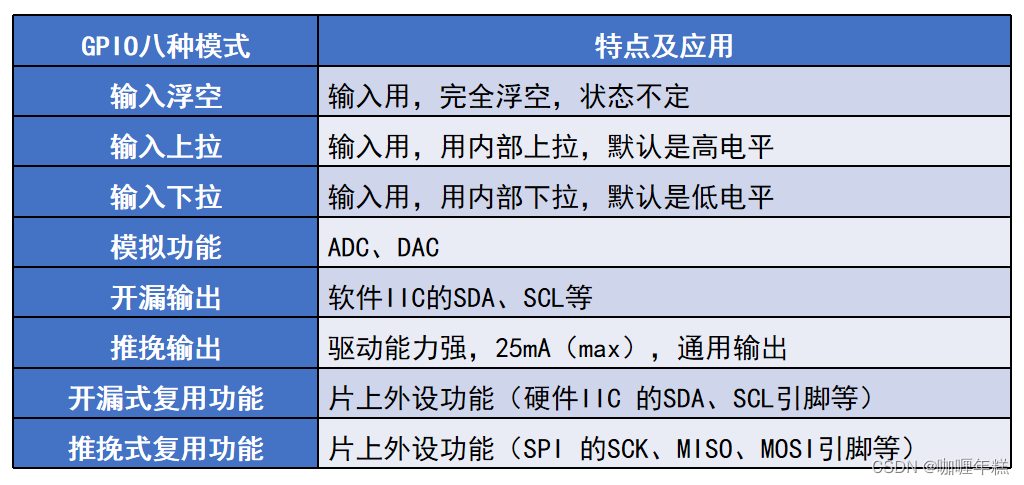 GPIO八种模式 特点及应用
输入浮空 输入用，完全浮空，状态不定
输入上拉 输入用，用内部上拉，默认是高电平
输入下拉 输入用，用内部下拉，默认是低电平
模拟功能 ADC、DAC
开漏输出 软件IIC的SDA、SCL等
推挽输出 驱动能力强，25mA（max），通用输出
开漏式复用功能 片上外设功能（硬件IIC 的SDA、SCL引脚等）
推挽式复用功能 片上外设功能（SPI 的SCK、MISO、MOSI引脚等）
CSDN @咖喱年糕